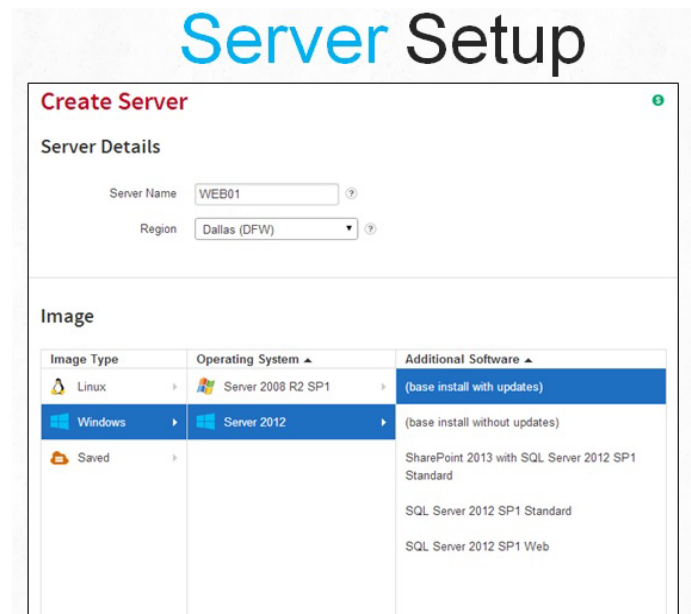 Server Setup
Create Server
$
Server Details
Server Name WEB01 ?
Region Dallas (DFW) ?
Image
Image Type Operating System Additional Software
Linux Server 2008 R2 SP1 (base install with updates)
Windows Server 2012 (base install without updates)
Saved SharePoint 2013 with SQL Server 2012 SP1
Standard
SQL Server 2012 SP1 Standard
SQL Server 2012 SP1 Web